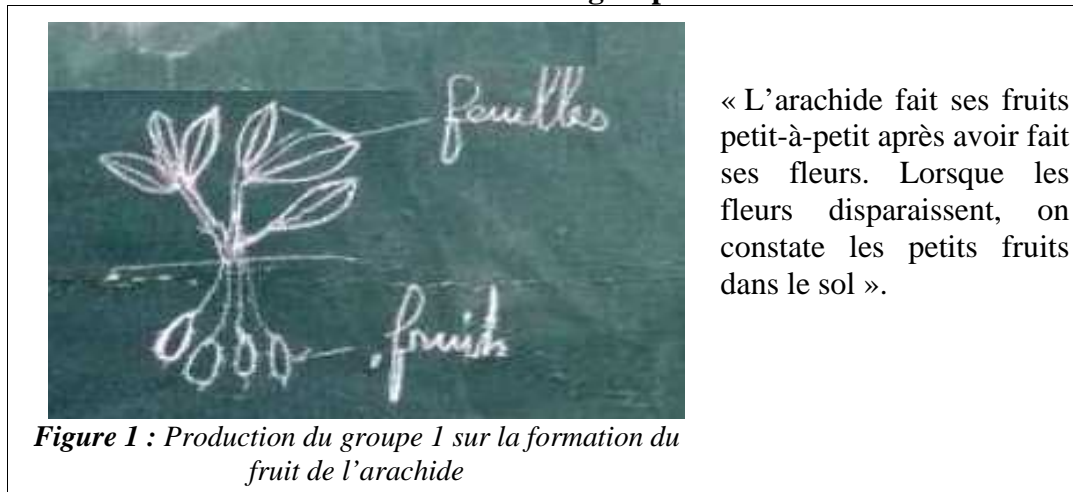 feuilles
fruits
« L'arachide fait ses fruits
petit-à-petit après avoir fait
ses fleurs. Lorsque les
fleurs disparaissent, on
constate les petits fruits
dans le sol ».
Figure 1 : Production du groupe 1 sur la formation du
fruit de l'arachide